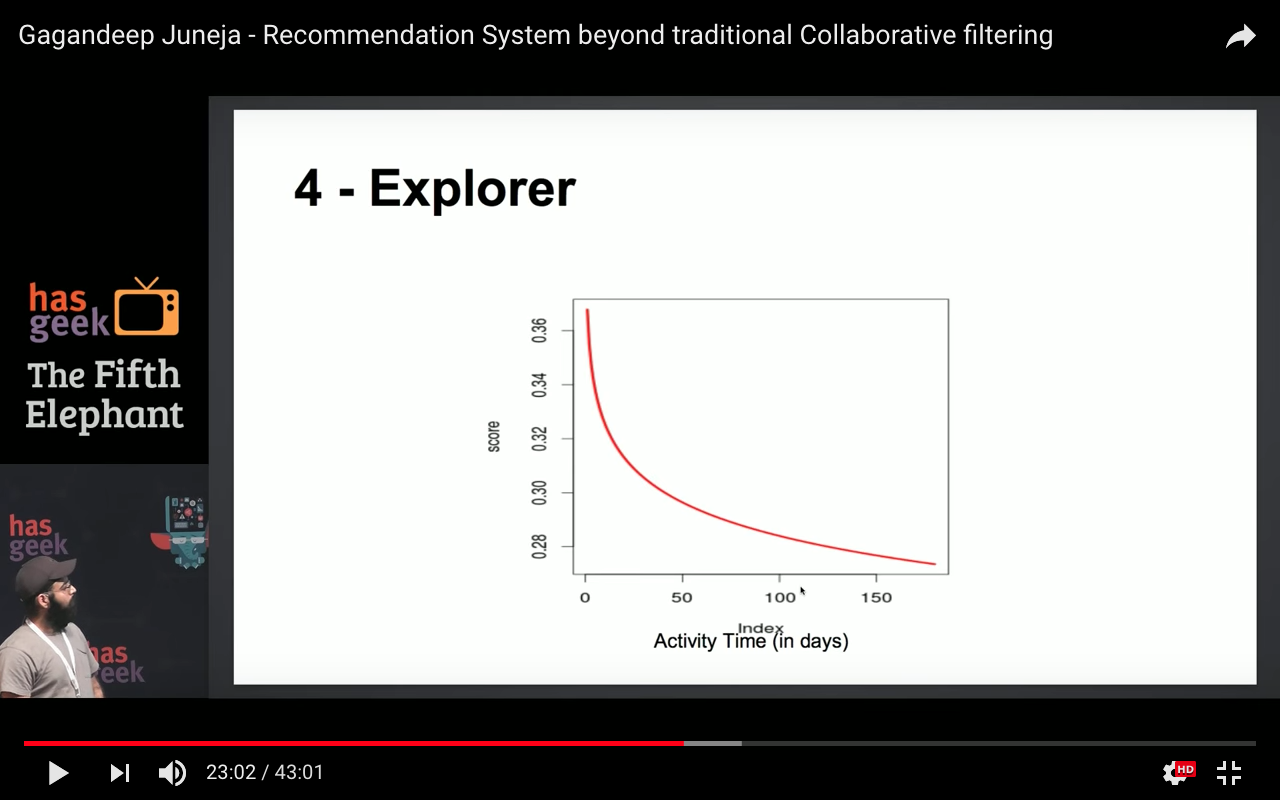 Gagandeep Juneja - Recommendation System beyond traditional Collaborative filtering
4 - Explorer
has
geek
The Fifth
Elephant
has
geek
has
geek
score
0.36
0.34
0.32
0.30
0.28
0 50 100 150
Index
Activity Time (in days)
23:02 / 43:01
HD